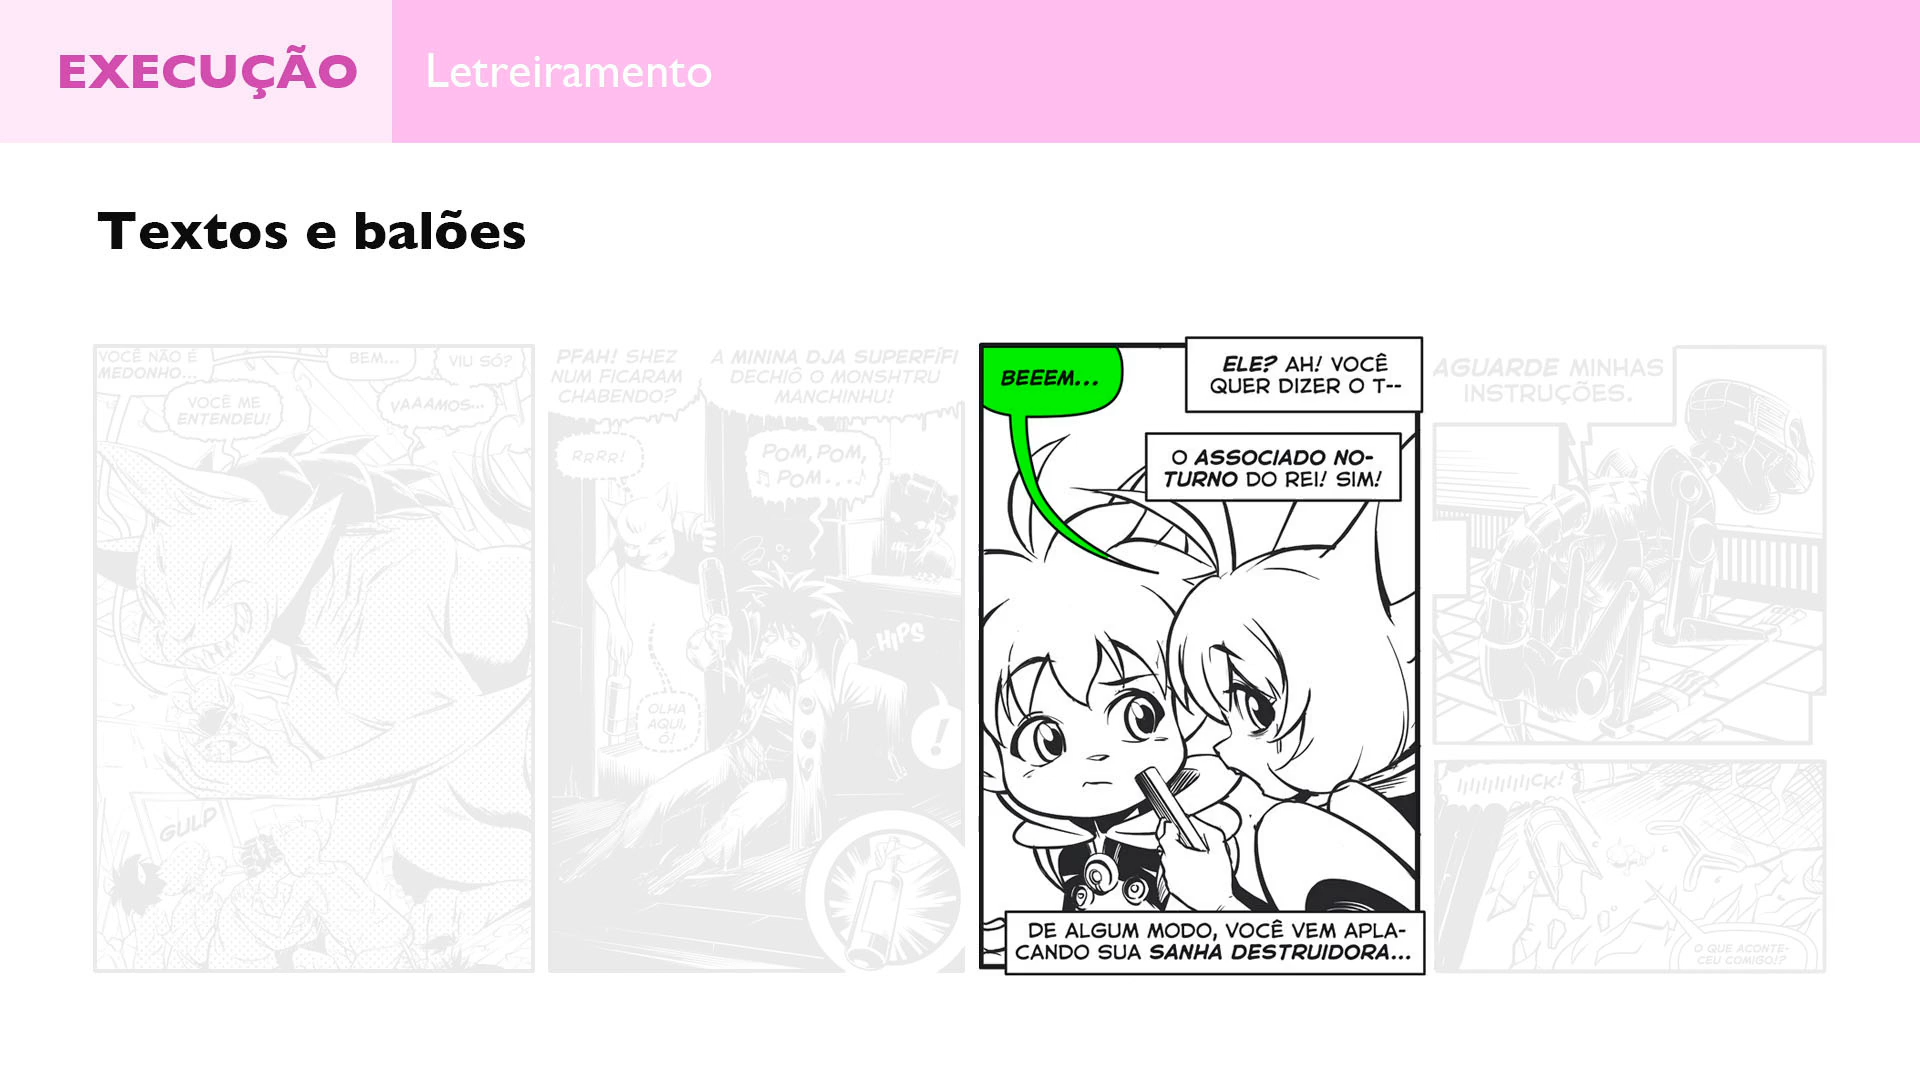 EXECUÇÃO
Letreiramento
Textos e balões
VOCÊ NÃO É
MEDONHO...
BEM...
VIU SÓ?
VOCÊ ME
ENTENDEU!
VAAAMOS...
GULP
PFAH! SHEZ
NUM FICARAM
CHABENDO?
A MININA DJA SUPERFÍFI
DECHIÔ O MONSHTRU
MANCHINHU!
RRRR!
POM, POM,
♫ POM...♪
HIPS
OLHA
AQUI,
Ó!
!
BEEEM...
ELE? AH! VOCÊ
QUER DIZER O T--
O ASSOCIADO NO-
TURNO DO REI! SIM!
DE ALGUM MODO, VOCÊ VEM APLA-
CANDO SUA SANHA DESTRUIDORA...
AGUARDE MINHAS
INSTRUÇÕES.
O QUE ACONTE-
CEU COMIGO!?